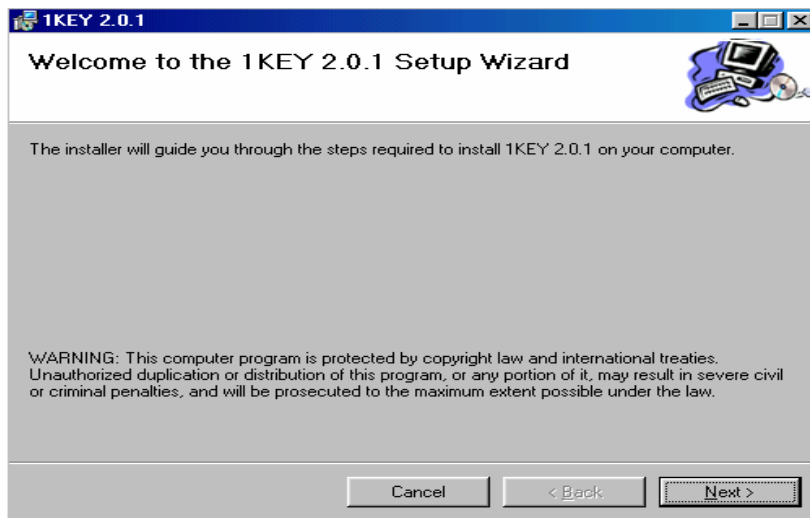 1KEY 2.0.1
Welcome to the 1KEY 2.0.1 Setup Wizard
The installer will guide you through the steps required to install 1KEY 2.0.1 on your computer.
WARNING: This computer program is protected by copyright law and international treaties.
Unauthorized duplication or distribution of this program, or any portion of it, may result in severe civil
or criminal penalties, and will be prosecuted to the maximum extent possible under the law.
Cancel < Back Next >